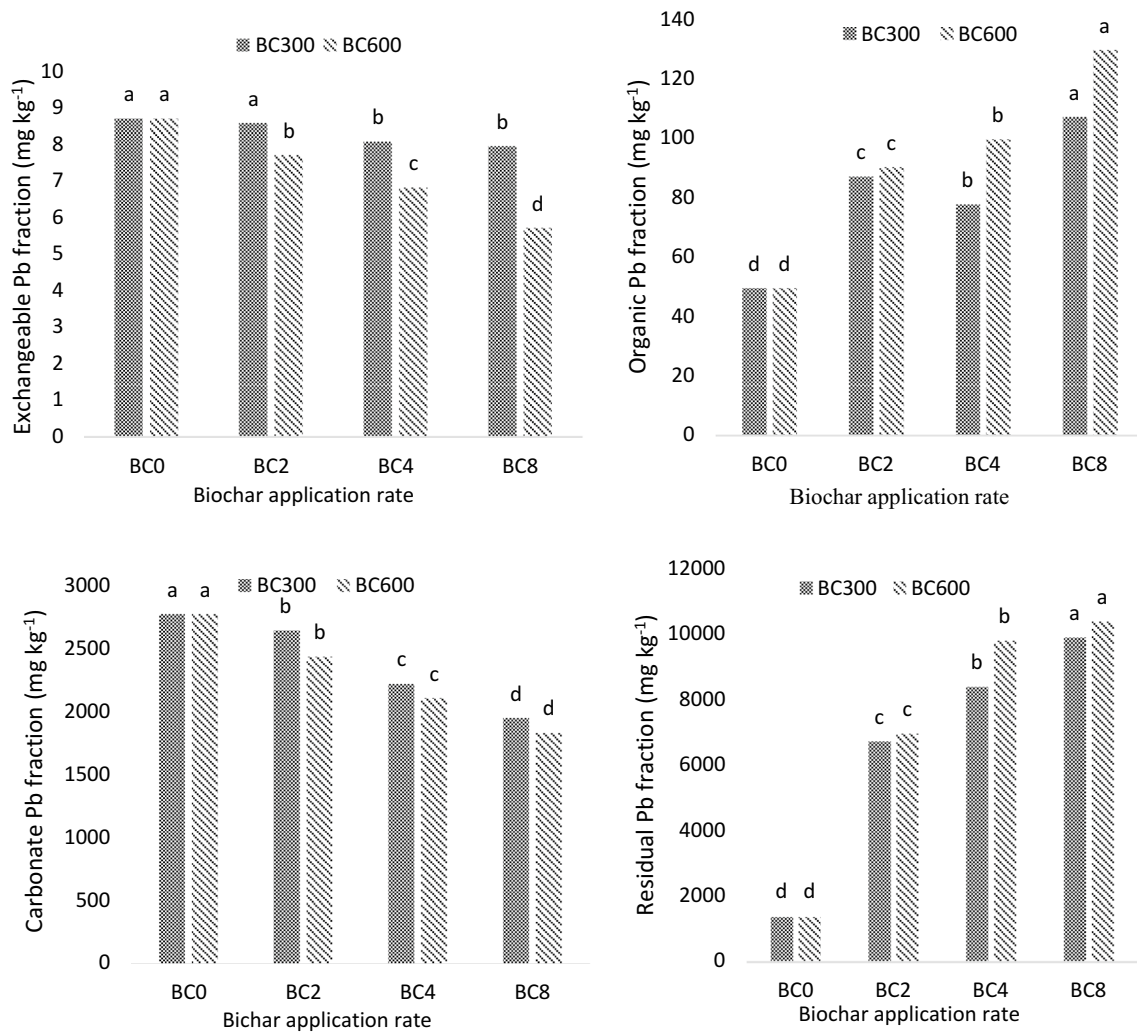 BC300 BC600
Exchangeable Pb fraction (mg kg-1)
10
9
8
7
6
5
4
3
2
1
0
a a a b b c b d
BC0 BC2 BC4 BC8
Biochar application rate
BC300 BC600
Organic Pb fraction (mg kg-1)
140
120
100
80
60
40
20
0
d d c c b b a a
BC0 BC2 BC4 BC8
Biochar application rate
BC300 BC600
Carbonate Pb fraction (mg kg-1)
3000
2500
2000
1500
1000
500
0
a a b b c c d d
BC0 BC2 BC4 BC8
Bichar application rate
BC300 BC600
Residual Pb fraction (mg kg-1)
12000
10000
8000
6000
4000
2000
0
d d c c b b a a
BC0 BC2 BC4 BC8
Biochar application rate